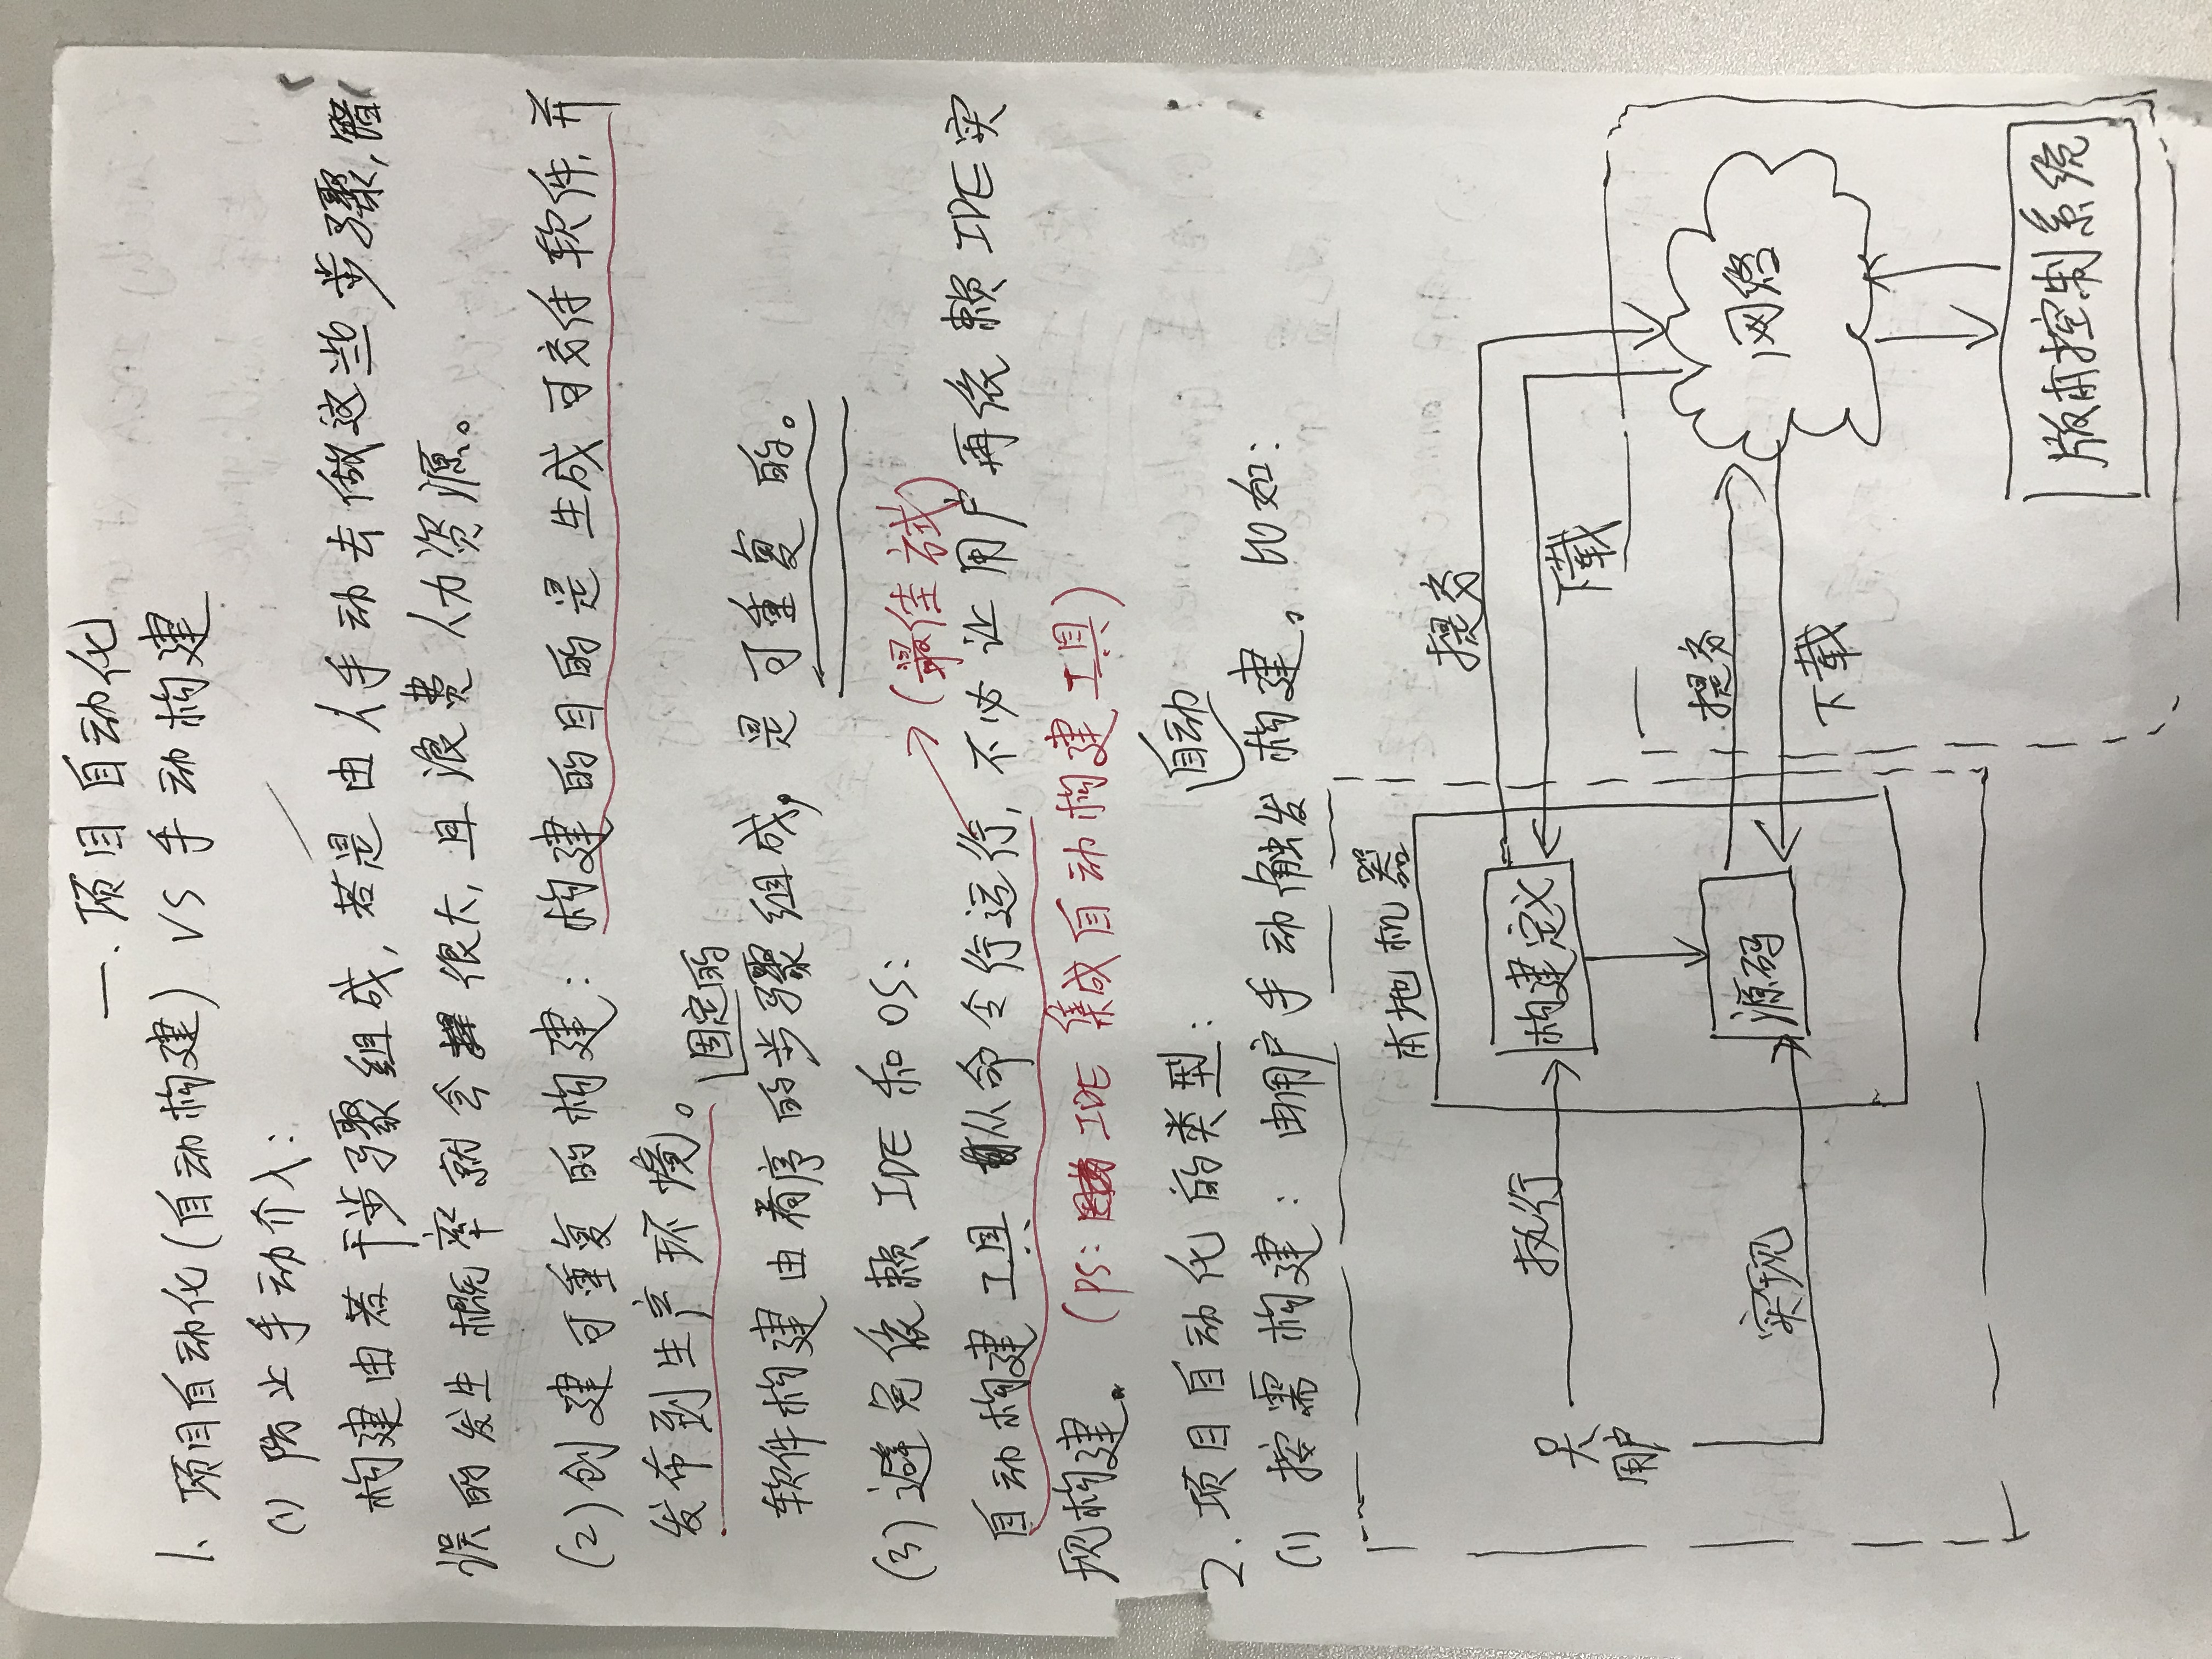 一.项目自动化
1、项目自动化(自动构建) VS 手动构建
(1) 防止手动介入:
构建由若干步骤组成,若是由人手动去做这些步骤,错
误的发生概率就会很大,且浪费人力资源。
(2)创建可重复的构建:构建的目的是生成可交付软件,并
发布到生产环境。
固定的
软件构建由有序的步骤组成,是可重复的。
(3)避免依赖IDE和OS:
(最佳方式)
自动构建工具从命令行运行,不必让用户再依赖IDE实
现构建。(PS: IDE 集成自动构建工具)
2.项目自动化的类型:
自动
(1) 按需构建:由用户手动触发构建。比如:
本地机器
提交
执行
构建定义
下载
用户
提交
源码
网络
实现
下载
版本控制系统